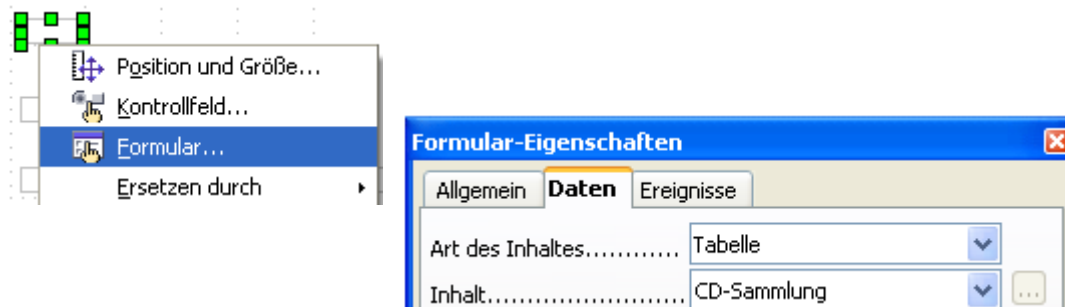 Position und Größe...
Kontrollfeld...
Formular...
Ersetzen durch
Formular-Eigenschaften
Allgemein Daten Ereignisse
Art des Inhaltes............ Tabelle
Inhalt....................... CD-Sammlung ...